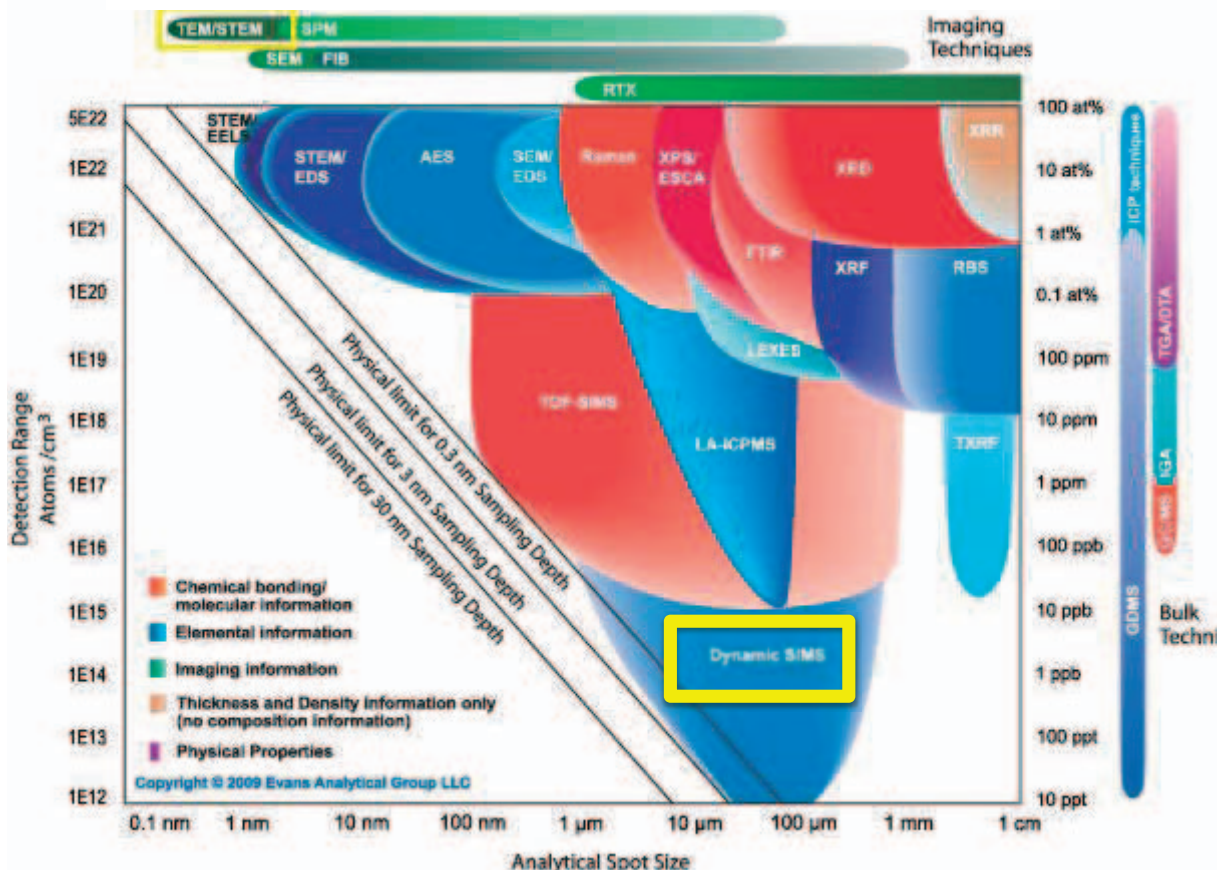 TEM/STEM SPM
Imaging
Techniques
SEM FIB
RTX
5E22
1E22
1E21
1E20
1E19
1E18
1E17
1E16
1E15
1E14
1E13
1E12
Detection Range
Atoms /cm³
STEM/
EELS
STEM/
EDS
AES
SEM/
EDS
Raman
XPS/
ESCA
XRD
XRR
FTIR
XRF
RBS
LEXES
TOF-SIMS
LA-ICPMS
TXRF
Dynamic SIMS
Physical limit for 0.3 nm Sampling Depth
Physical limit for 3 nm Sampling Depth
Physical limit for 30 nm Sampling Depth
Chemical bonding/
molecular information
Elemental information
Imaging information
Thickness and Density Information only
(no composition information)
Physical Properties
Copyright © 2009 Evans Analytical Group LLC
100 at%
10 at%
1 at%
0.1 at%
100 ppm
10 ppm
1 ppm
100 ppb
10 ppb
1 ppb
100 ppt
10 ppt
ICP techniques
GDMS
TGA/DTA
IGA
GCMS
Bulk
Techni
0.1 nm
1 nm
10 nm
100 nm
1 µm
10 µm
100 µm
1 mm
1 cm
Analytical Spot Size